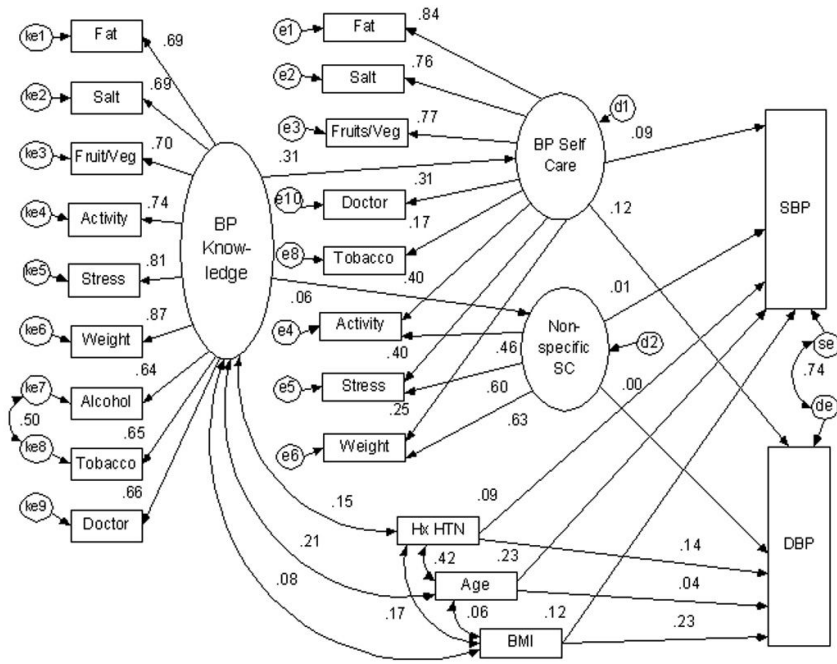 ke1
Fat
.69
ke2
Salt
.69
ke3
Fruit/Veg
.70
ke4
Activity
.74
ke5
Stress
.81
ke6
Weight
.87
ke7
Alcohol
.64
.50
ke8
Tobacco
.65
ke9
Doctor
.66
BP
Know-
ledge
.31
.06
e1
Fat
.84
e2
Salt
.76
e3
Fruits/Veg
.77
e10
Doctor
.31
e8
Tobacco
.17
e4
Activity
.40
.46
e5
Stress
.40
.60
e6
Weight
.25
.63
BP Self
Care
d1
Non-
specific
SC
d2
.09
.12
.01
.00
SBP
se
.74
de
DBP
.15
Hx HTN
.09
.14
.21
.42
Age
.23
.04
.08
.17
.06
BMI
.12
.23